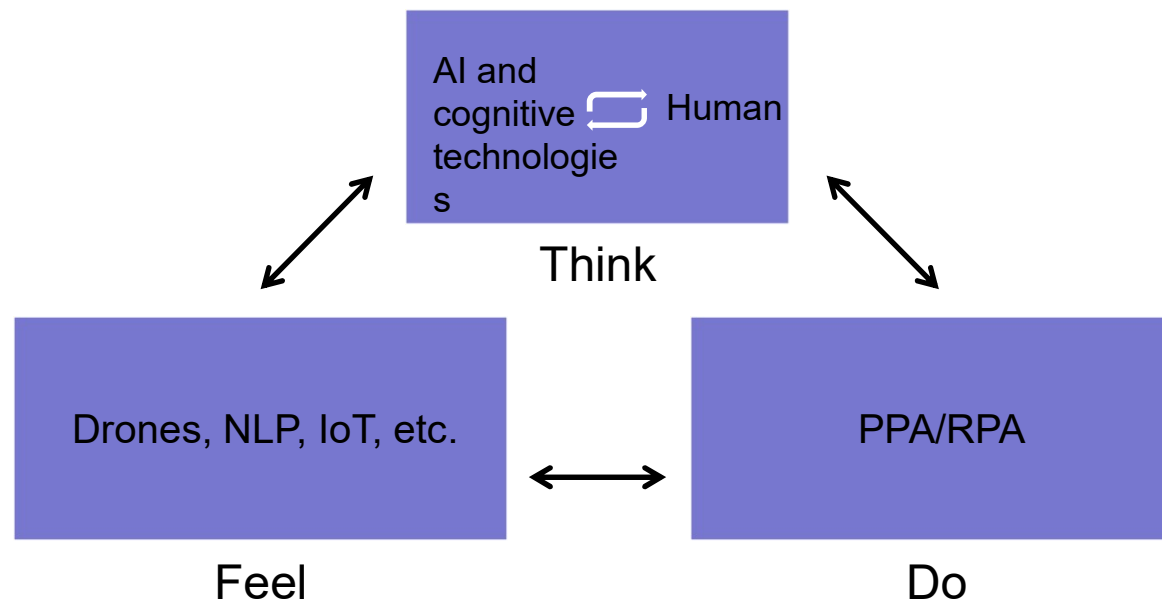 AI and
cognitive
technologie
s
Human
Think
Drones, NLP, IoT, etc.
PPA/RPA
Feel
Do